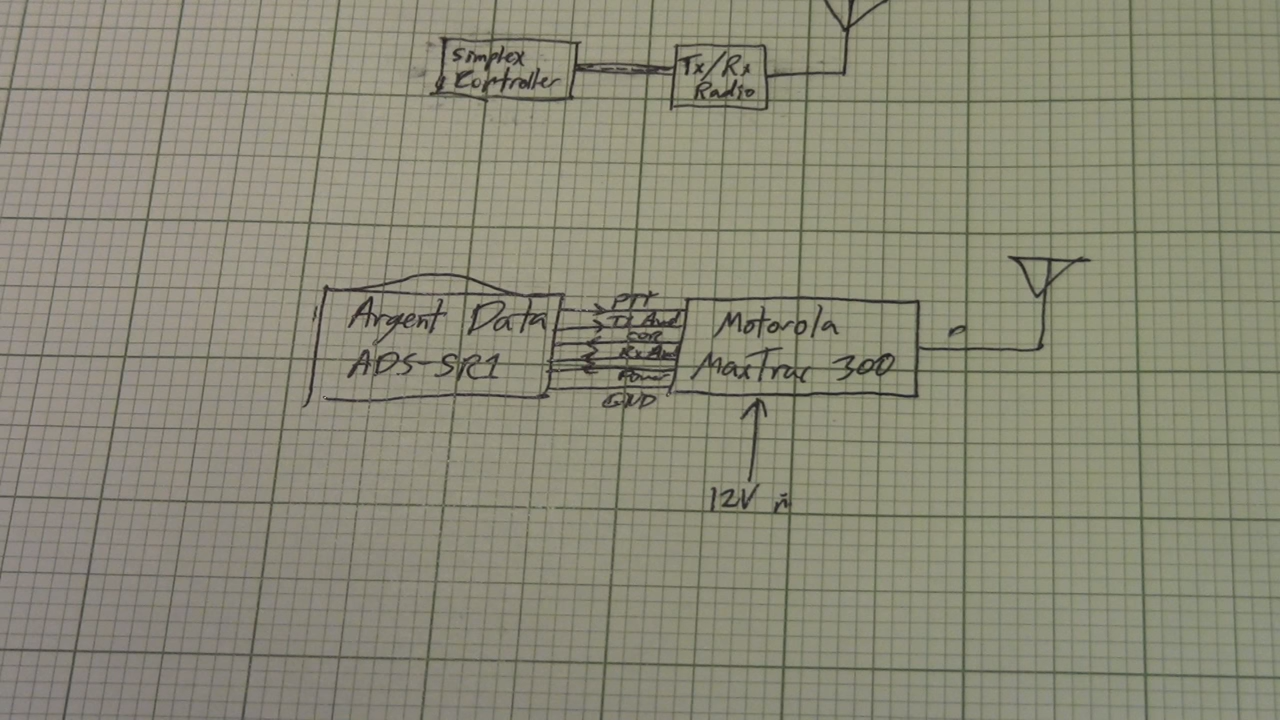 Simplex
Controller
Tx/Rx
Radio
Argent Data
ADS-SR1
PTT
Tx Aud
COR
Rx Aud
Power
GND
Motorola
MaxTrac 300
12V in